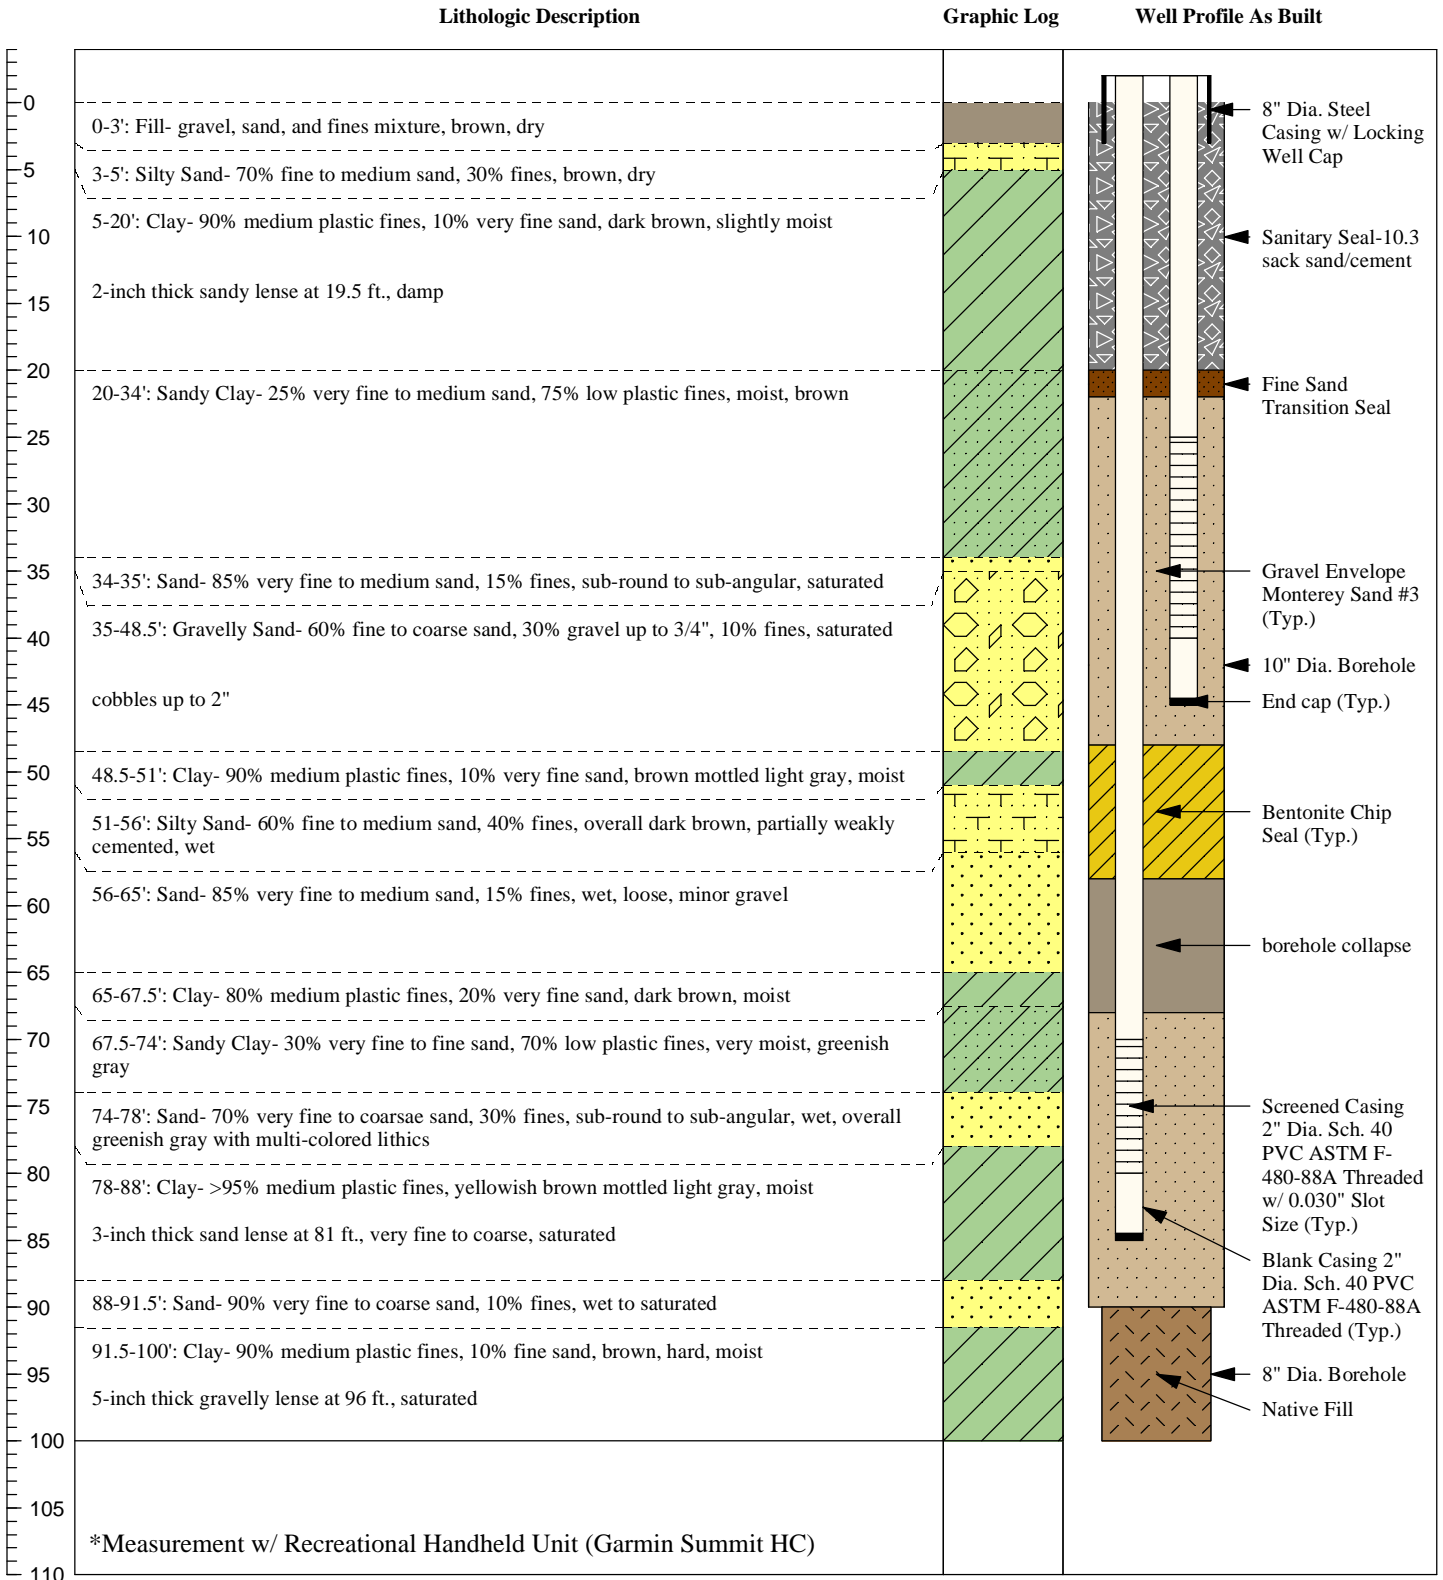 Lithologic Description
Graphic Log
Well Profile As Built
0
5
10
15
20
25
30
35
40
45
50
55
60
65
70
75
80
85
90
95
100
105
110
0-3': Fill- gravel, sand, and fines mixture, brown, dry
3-5': Silty Sand- 70% fine to medium sand, 30% fines, brown, dry
5-20': Clay- 90% medium plastic fines, 10% very fine sand, dark brown, slightly moist
2-inch thick sandy lense at 19.5 ft., damp
20-34': Sandy Clay- 25% very fine to medium sand, 75% low plastic fines, moist, brown
34-35': Sand- 85% very fine to medium sand, 15% fines, sub-round to sub-angular, saturated
35-48.5': Gravelly Sand- 60% fine to coarse sand, 30% gravel up to 3/4", 10% fines, saturated
cobbles up to 2"
48.5-51': Clay- 90% medium plastic fines, 10% very fine sand, brown mottled light gray, moist
51-56': Silty Sand- 60% fine to medium sand, 40% fines, overall dark brown, partially weakly
cemented, wet
56-65': Sand- 85% very fine to medium sand, 15% fines, wet, loose, minor gravel
65-67.5': Clay- 80% medium plastic fines, 20% very fine sand, dark brown, moist
67.5-74': Sandy Clay- 30% very fine to fine sand, 70% low plastic fines, very moist, greenish
gray
74-78': Sand- 70% very fine to coarsae sand, 30% fines, sub-round to sub-angular, wet, overall
greenish gray with multi-colored lithics
78-88': Clay- >95% medium plastic fines, yellowish brown mottled light gray, moist
3-inch thick sand lense at 81 ft., very fine to coarse, saturated
88-91.5': Sand- 90% very fine to coarse sand, 10% fines, wet to saturated
91.5-100': Clay- 90% medium plastic fines, 10% fine sand, brown, hard, moist
5-inch thick gravelly lense at 96 ft., saturated
*Measurement w/ Recreational Handheld Unit (Garmin Summit HC)
8" Dia. Steel
Casing w/ Locking
Well Cap
Sanitary Seal-10.3
sack sand/cement
Fine Sand
Transition Seal
Gravel Envelope
Monterey Sand #3
(Typ.)
10" Dia. Borehole
End cap (Typ.)
Bentonite Chip
Seal (Typ.)
borehole collapse
Screened Casing
2" Dia. Sch. 40
PVC ASTM F-
480-88A Threaded
w/ 0.030" Slot
Size (Typ.)
Blank Casing 2"
Dia. Sch. 40 PVC
ASTM F-480-88A
Threaded (Typ.)
8" Dia. Borehole
Native Fill